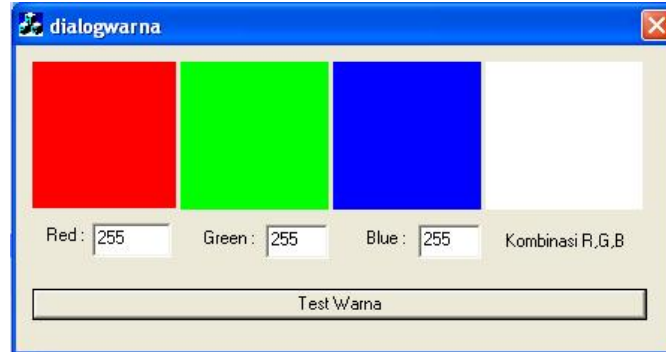 dialogwarna
Red : 255 Green : 255 Blue : 255 Kombinasi R,G,B
Test Warna